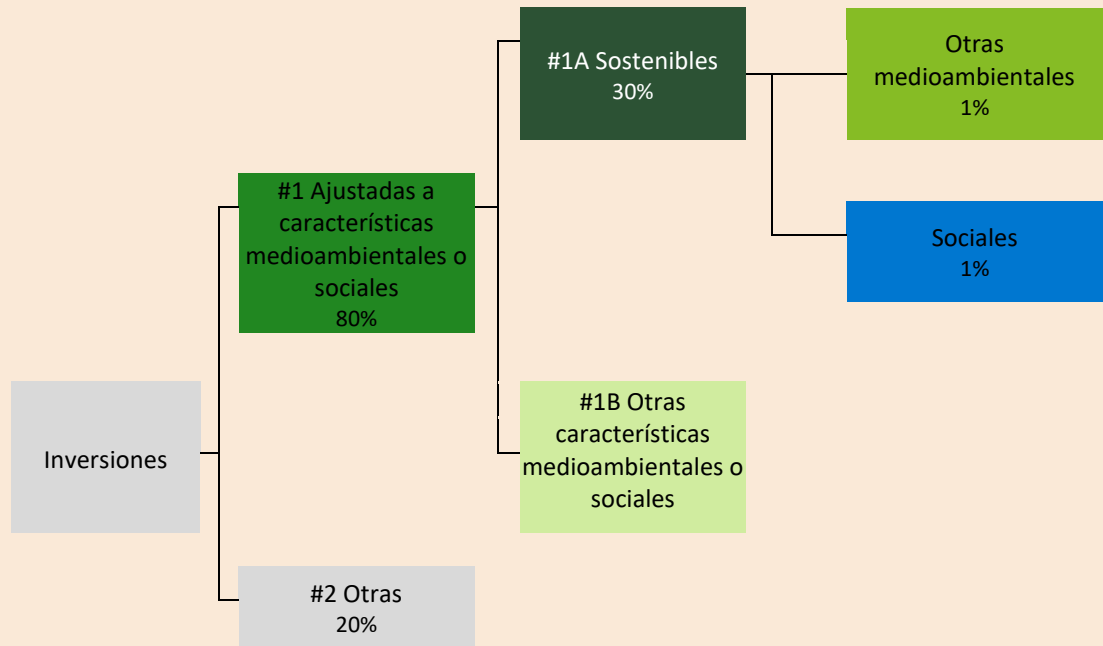 #1A Sostenibles
30%
Otras
medioambientales
1%
#1 Ajustadas a
características
medioambientales o
sociales
80%
Sociales
1%
Inversiones
#1B Otras
características
medioambientales o
sociales
#2 Otras
20%